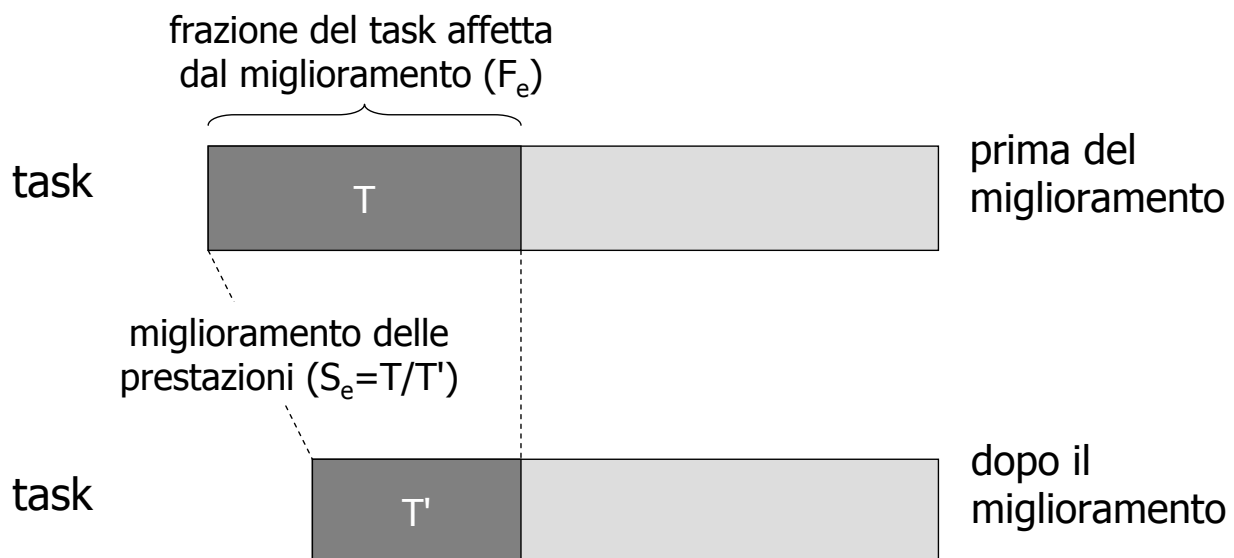 frazione del task affetta
dal miglioramento (Fe)
task
T
prima del
miglioramento
miglioramento delle
prestazioni (Se=T/T')
task
T'
dopo il
miglioramento